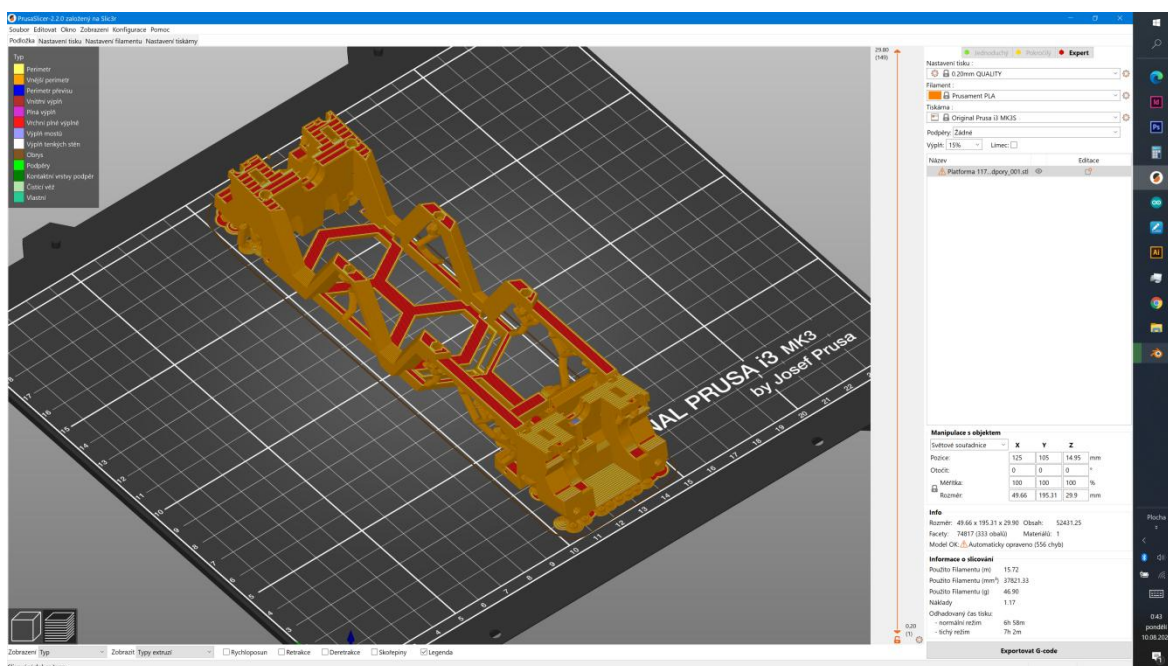 PrusaSlicer-2.2.0 založený na Slic3r
Soubor Editovat Okno Zobrazení Konfigurace Pomoc
Podložka Nastavení tisku Nastavení filamentu Nastavení tiskárny
Typ
Perimetr
Vnější perimetr
Perimetr převisu
Vnitřní výplň
Plná výplň
Vrchní plné výplně
Výplň mostů
Výplň tenkých stěn
Obrys
Podpěry
Kontaktní vrstvy podpěr
Čisticí věž
Vlastní
NAL PRUSA i3 MK3
by Josef Prusa
29.80
(149)
0.20
(1)
Jednoduchý Pokročilý Expert
Nastavení tisku :
0.20mm QUALITY
Filament :
Prusament PLA
Tiskárna :
Original Prusa i3 MK3S
Podpěry: Žádné
Výplň: 15% Límec:
Název Editace
Platforma 117...dpory_001.stl
Manipulace s objektem
Světové souřadnice X Y Z
Pozice: 125 105 14.95 mm
Otočit: 0 0 0 °
Měřítka: 100 100 100 %
Rozměr: 49.66 195.31 29.9 mm
Info
Rozměr: 49.66 x 195.31 x 29.90 Obsah: 52431.25
Facety: 74817 (333 obalů) Materiálů: 1
Model OK: Automaticky opraveno (556 chyb)
Informace o slicování
Použito Filamentu (m) 15.72
Použito Filamentu (mm³) 37821.33
Použito Filamentu (g) 46.90
Náklady 1.17
Odhadovaný čas tisku:
- normální režim 6h 58m
- tichý režim 7h 2m
Exportovat G-code
Zobrazení Typ Zobrazit Typy extruzí Rychloposun Retrakce Deretrakce Skořepiny Legenda
Id
Ps
Ai
Plocha
0:43
pondělí
10.08.202